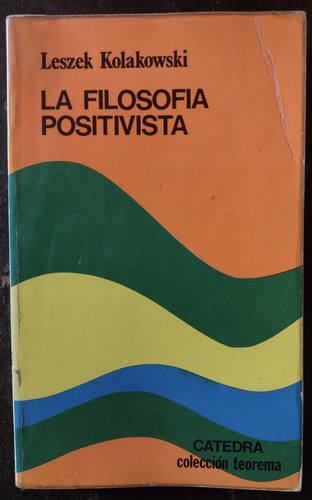 Leszek Kolakowski
LA FILOSOFIA
POSITIVISTA
CATEDRA
colección teorema